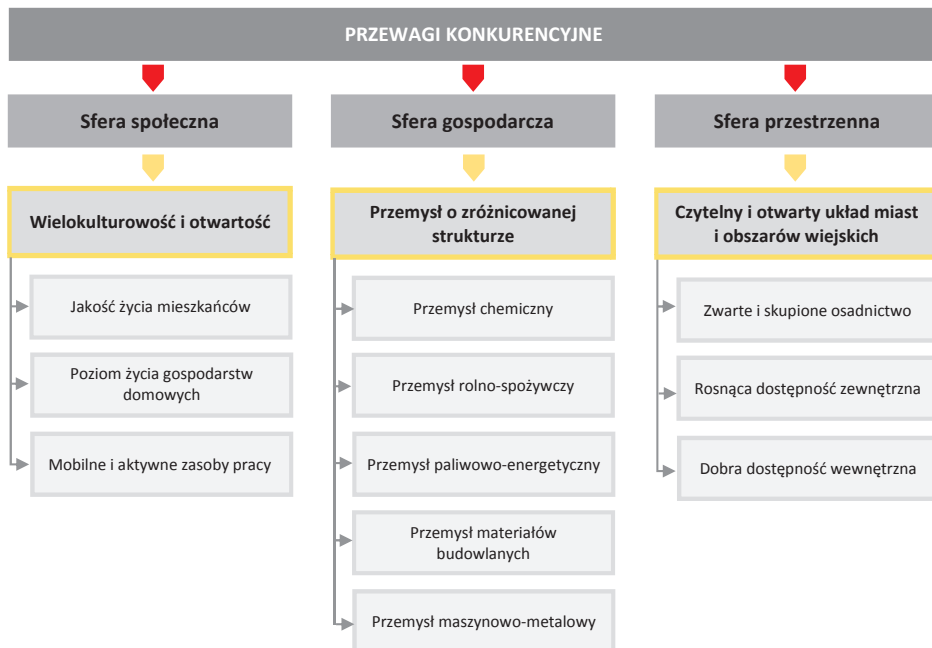 PRZEWAGI KONKURENCYJNE
Sfera społeczna
Wielokulturowość i otwartość
Jakość życia mieszkańców
Poziom życia gospodarstw
domowych
Mobilne i aktywne zasoby pracy
Sfera gospodarcza
Przemysł o zróżnicowanej
strukturze
Przemysł chemiczny
Przemysł rolno-spożywczy
Przemysł paliwowo-energetyczny
Przemysł materiałów
budowlanych
Przemysł maszynowo-metalowy
Sfera przestrzenna
Czytelny i otwarty układ miast
i obszarów wiejskich
Zwarte i skupione osadnictwo
Rosnąca dostępność zewnętrzna
Dobra dostępność wewnętrzna